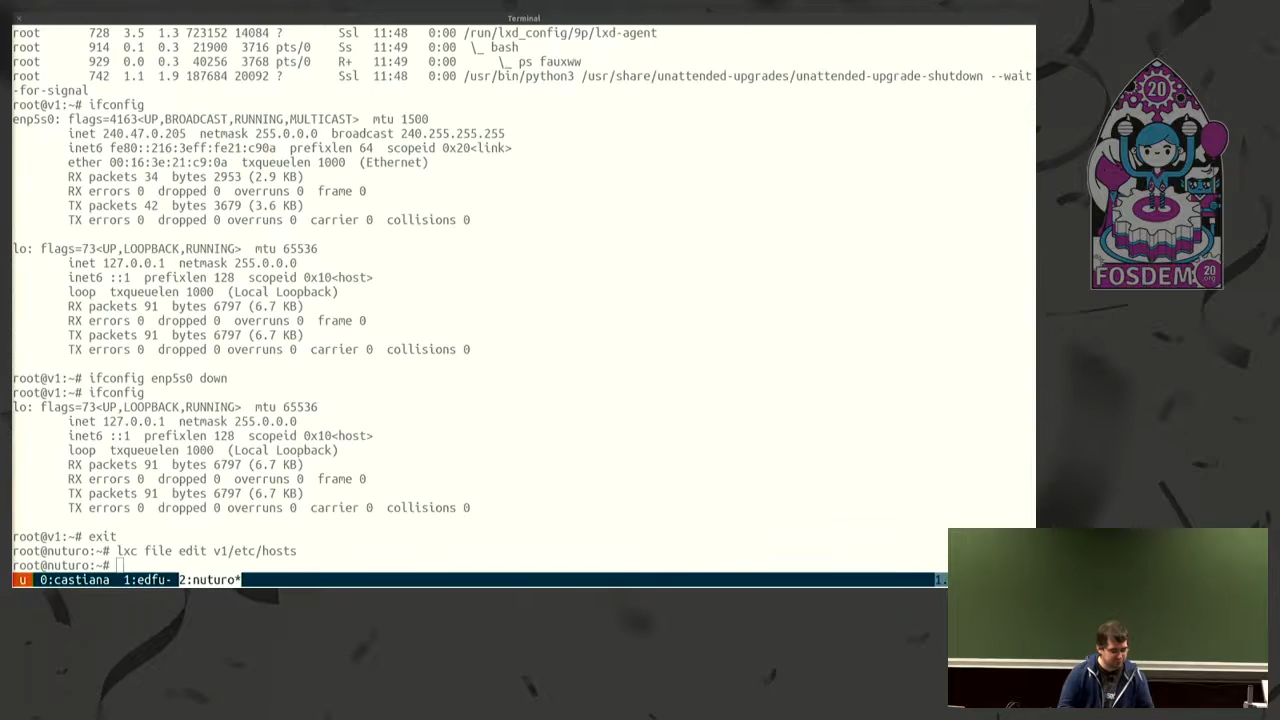 Terminal
root       728  3.5  1.3 723152 14084 ?        Ssl  11:48   0:00 /run/lxd_config/9p/lxd-agent
root       914  0.1  0.3  21900  3716 pts/0    Ss   11:49   0:00  \_ bash
root       929  0.0  0.3  40256  3768 pts/0    R+   11:49   0:00      \_ ps fauxww
root       742  1.1  1.9 187684 20092 ?        Ssl  11:48   0:00 /usr/bin/python3 /usr/share/unattended-upgrades/unattended-upgrade-shutdown --wait
-for-signal
root@v1:~# ifconfig
enp5s0: flags=4163<UP,BROADCAST,RUNNING,MULTICAST>  mtu 1500
        inet 240.47.0.205  netmask 255.0.0.0  broadcast 240.255.255.255
        inet6 fe80::216:3eff:fe21:c90a  prefixlen 64  scopeid 0x20<link>
        ether 00:16:3e:21:c9:0a  txqueuelen 1000  (Ethernet)
        RX packets 34  bytes 2953 (2.9 KB)
        RX errors 0  dropped 0  overruns 0  frame 0
        TX packets 42  bytes 3679 (3.6 KB)
        TX errors 0  dropped 0 overruns 0  carrier 0  collisions 0
lo: flags=73<UP,LOOPBACK,RUNNING>  mtu 65536
        inet 127.0.0.1  netmask 255.0.0.0
        inet6 ::1  prefixlen 128  scopeid 0x10<host>
        loop  txqueuelen 1000  (Local Loopback)
        RX packets 91  bytes 6797 (6.7 KB)
        RX errors 0  dropped 0  overruns 0  frame 0
        TX packets 91  bytes 6797 (6.7 KB)
        TX errors 0  dropped 0 overruns 0  carrier 0  collisions 0
root@v1:~# ifconfig enp5s0 down
root@v1:~# ifconfig
lo: flags=73<UP,LOOPBACK,RUNNING>  mtu 65536
        inet 127.0.0.1  netmask 255.0.0.0
        inet6 ::1  prefixlen 128  scopeid 0x10<host>
        loop  txqueuelen 1000  (Local Loopback)
        RX packets 91  bytes 6797 (6.7 KB)
        RX errors 0  dropped 0  overruns 0  frame 0
        TX packets 91  bytes 6797 (6.7 KB)
        TX errors 0  dropped 0 overruns 0  carrier 0  collisions 0
root@v1:~# exit
root@nuturo:~# lxc file edit v1/etc/hosts
root@nuturo:~#
u  0:castiana  1:edfu- 2:nuturo*
1.
20
FOSDEM
20
.org